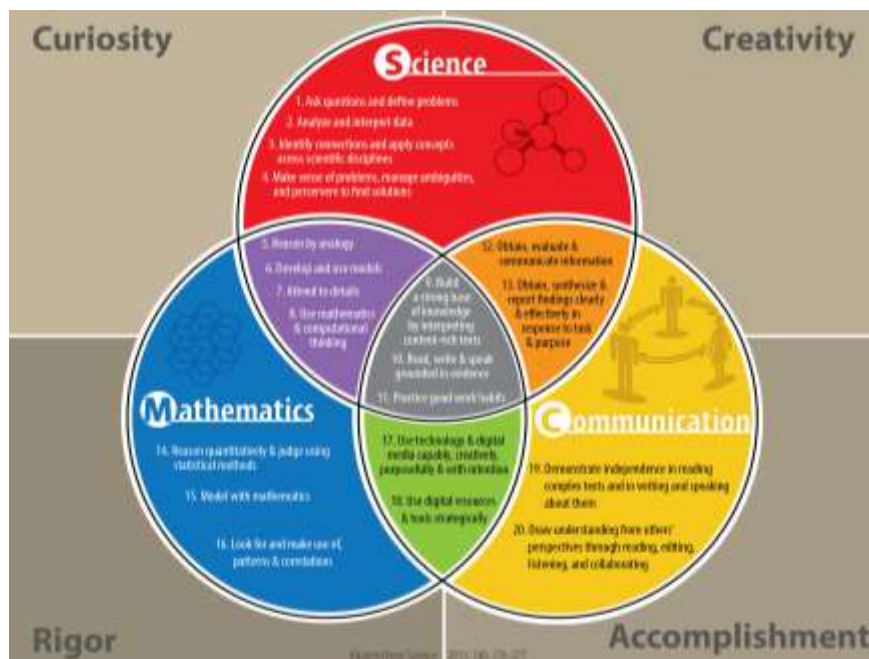 Curiosity
Creativity
Science
1. Ask questions and define problems
2. Analyze and interpret data
3. Identify connections and apply concepts
across scientific disciplines
4. Make sense of problems, manage ambiguities,
and persevere to find solutions
5. Reason by analogy
6. Develop and use models
7. Attend to details
8. Use mathematics
& computational
thinking
12. Obtain, evaluate &
communicate information
13. Obtain, synthesize &
report findings clearly
& effectively in
response to task
& purpose
9. Build
a strong base
of knowledge
by interpreting
content-rich texts
10. Read, write & speak
grounded in evidence
11. Practice good work habits
Mathematics
14. Reason quantitatively & judge using
statistical methods
15. Model with mathematics
16. Look for and make use of,
patterns & correlations
17. Use technology & digital
media capably, creatively,
purposefully & with intention
18. Use digital resources
& tools strategically
Communication
19. Demonstrate independence in reading
complex texts and in writing and speaking
about them
20. Draw understanding from others'
perspectives through reading, editing,
listening, and collaborating
Rigor
Accomplishment